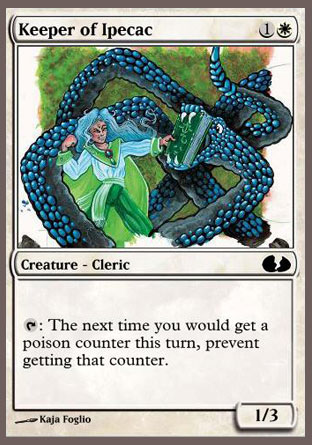 Keeper of Ipecac 1
Creature - Cleric
: The next time you would get a
poison counter this turn, prevent
getting that counter.
Kaja Foglio
1/3